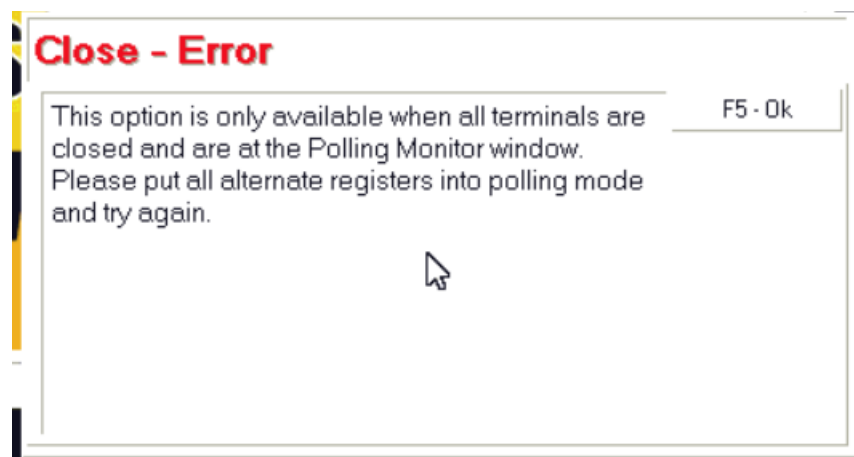 Close - Error
This option is only available when all terminals are
closed and are at the Polling Monitor window.
Please put all alternate registers into polling mode
and try again.
F5 - Ok